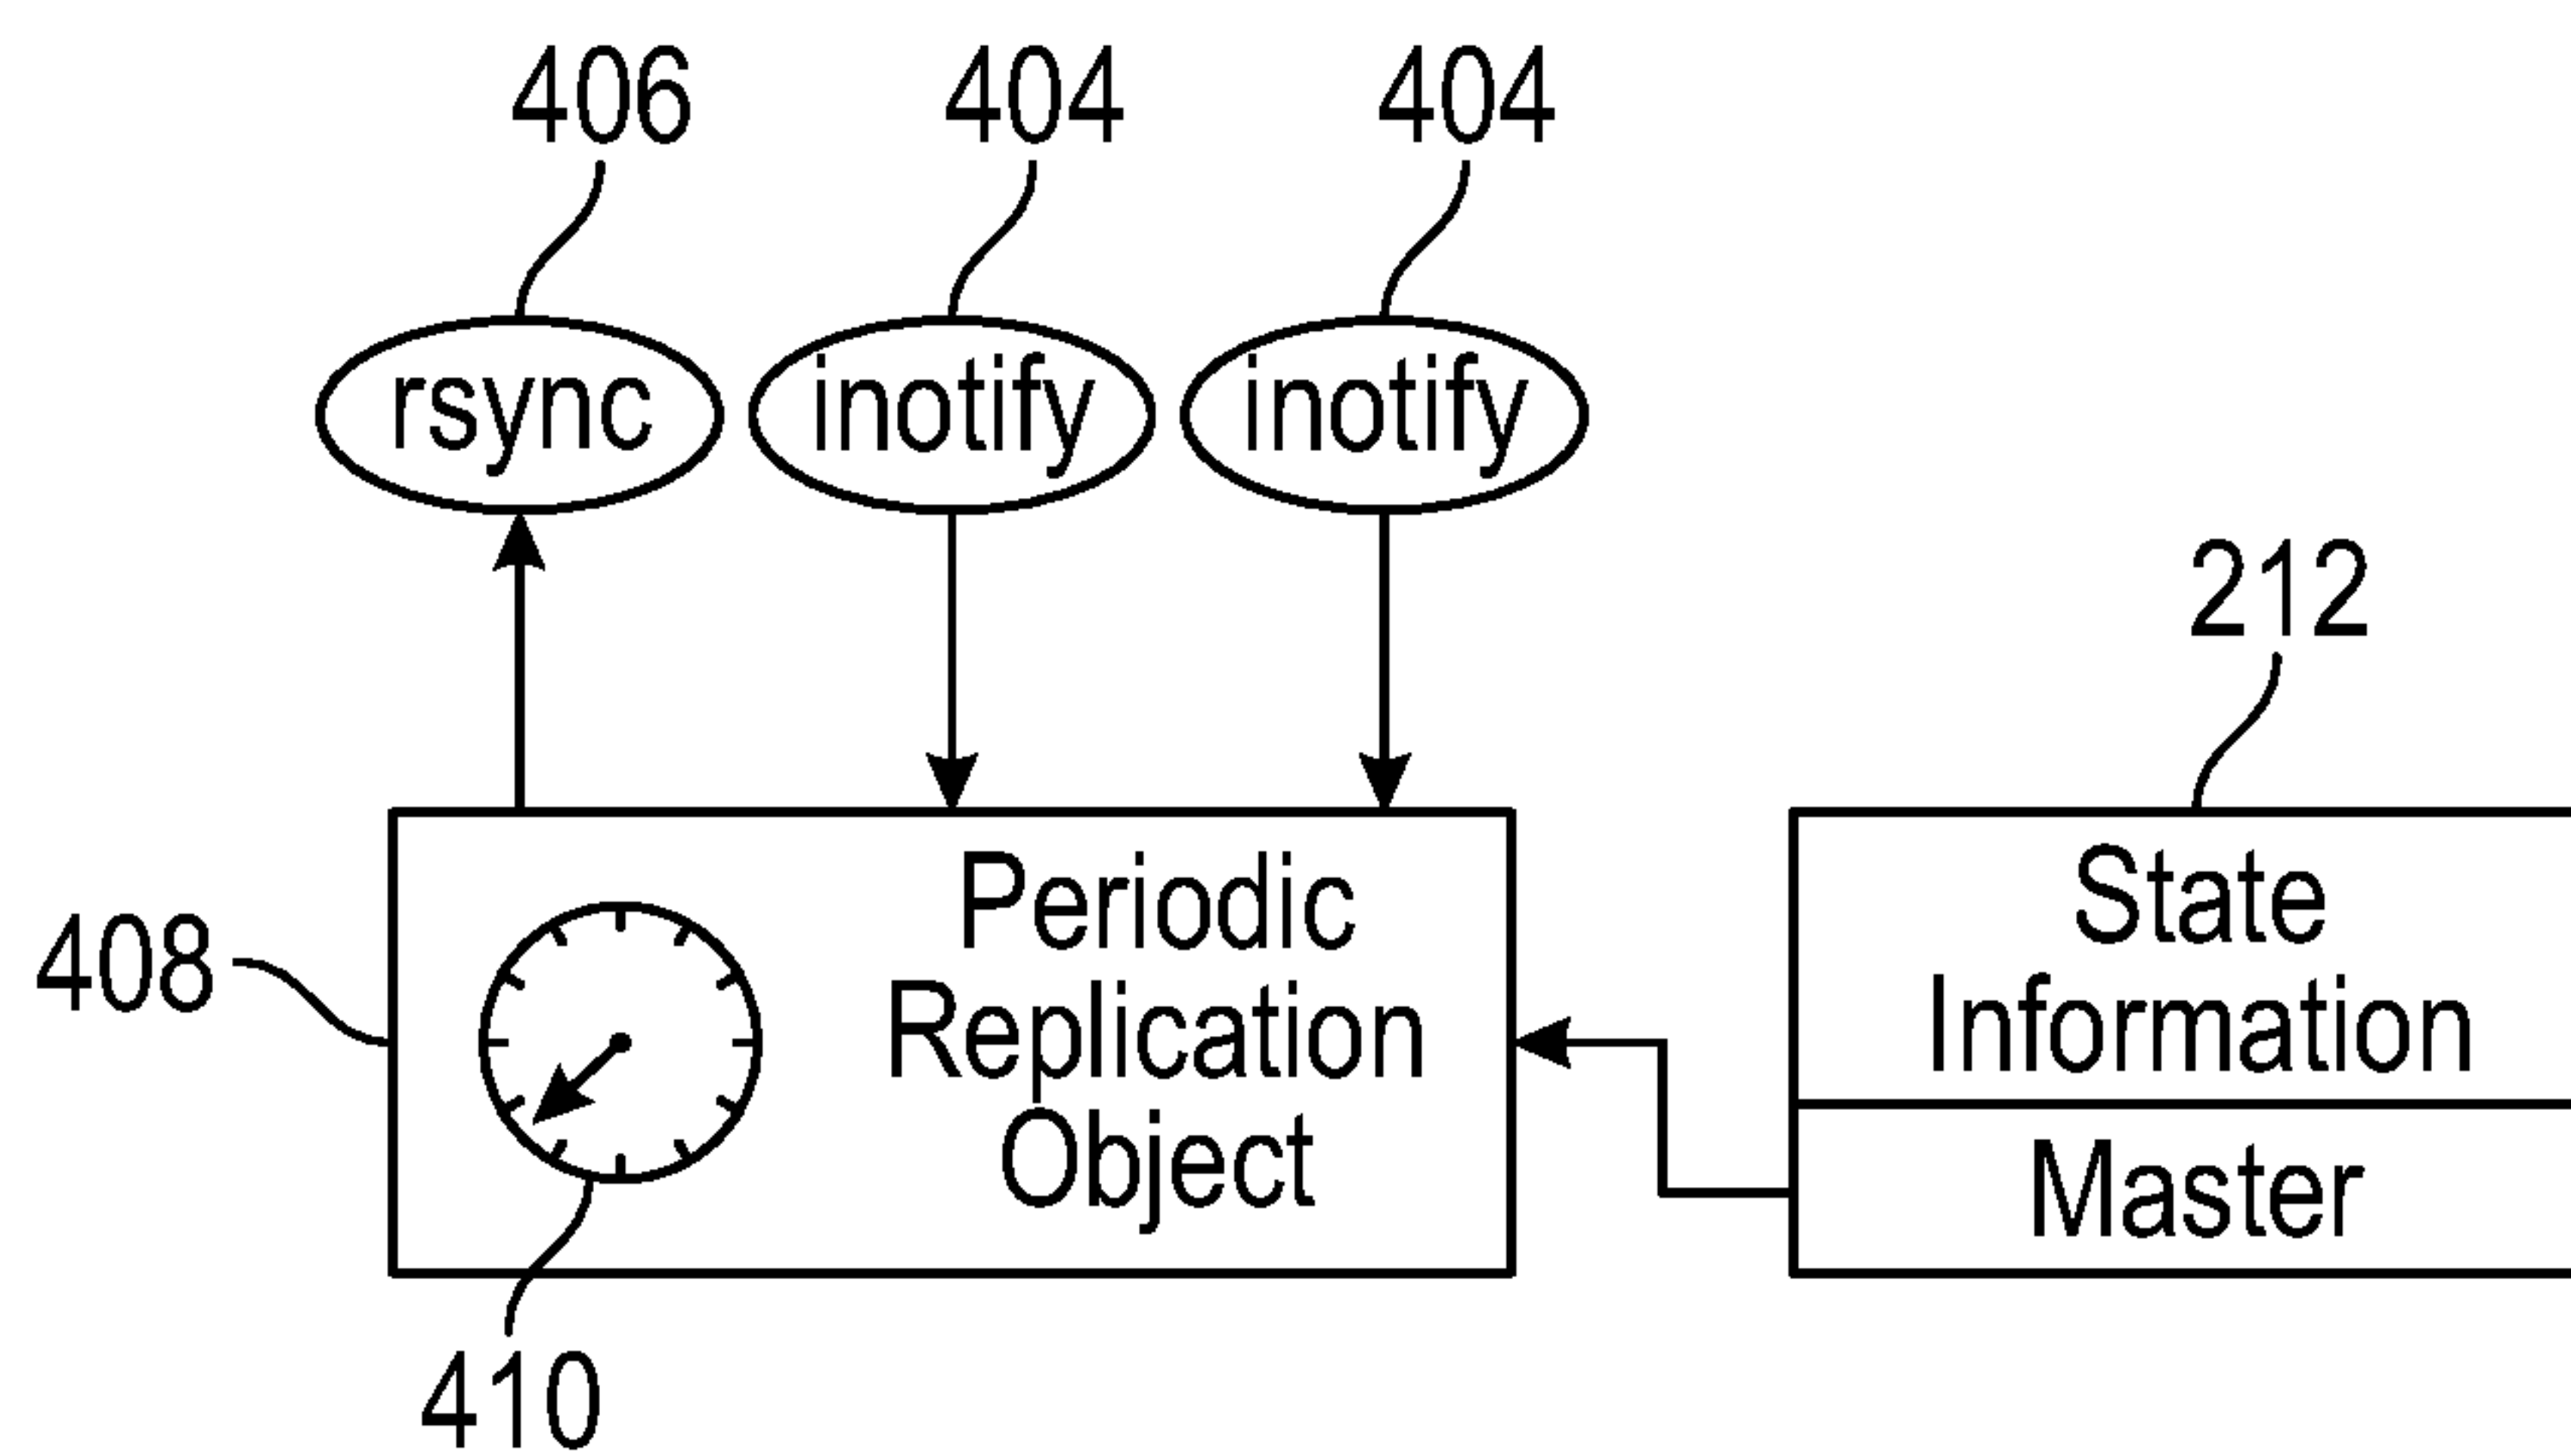 406
404
404
rsync
inotify
inotify
212
408
Periodic
Replication
Object
State
Information
Master
410